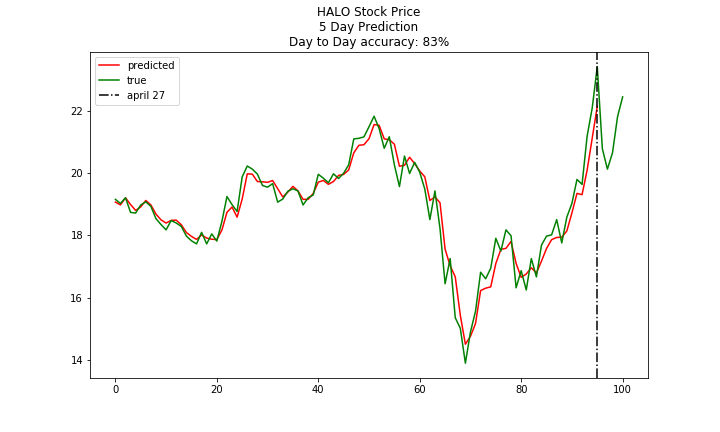 HALO Stock Price
5 Day Prediction
Day to Day accuracy: 83%
predicted
true
april 27
22
20
18
16
14
0 20 40 60 80 100